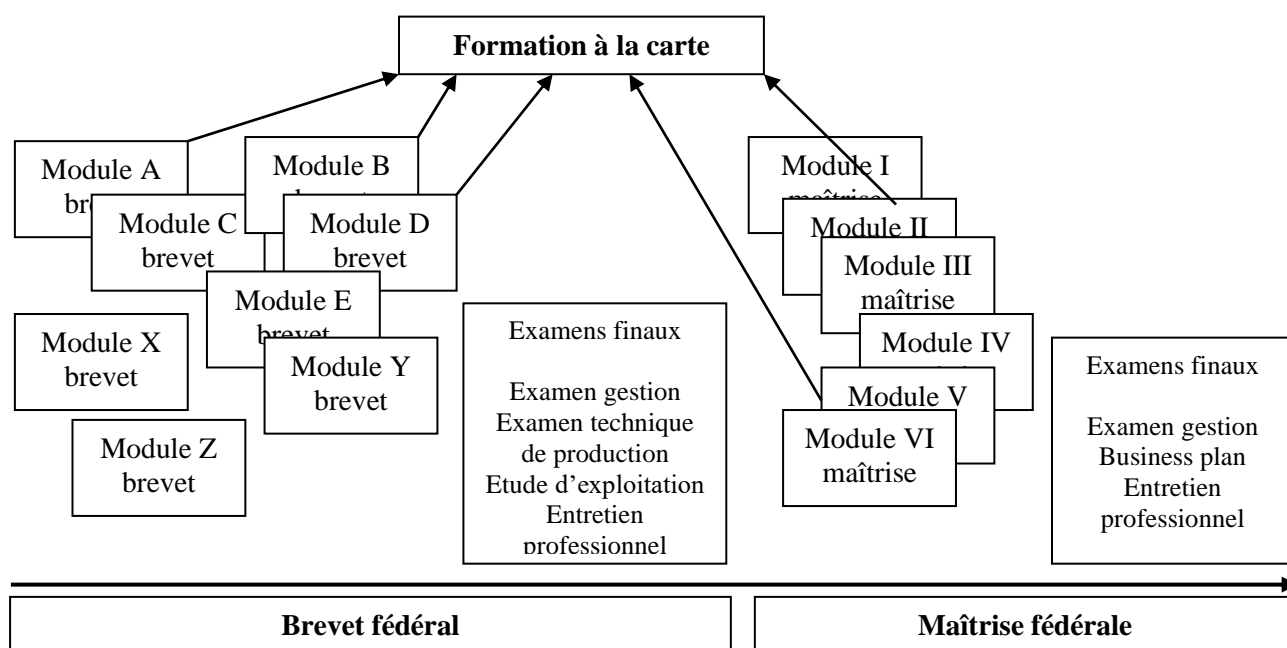 Formation à la carte
Module A
Module C
brevet
Module B
Module D
brevet
Module E
brevet
Module X
brevet
Module Y
brevet
Module Z
brevet
Examens finaux
Examen gestion
Examen technique
de production
Etude d’exploitation
Entretien
professionnel
Module I
maîtrise
Module II
Module III
maîtrise
Module IV
Module V
Module VI
maîtrise
Examens finaux
Examen gestion
Business plan
Entretien
professionnel
Brevet fédéral
Maîtrise fédérale